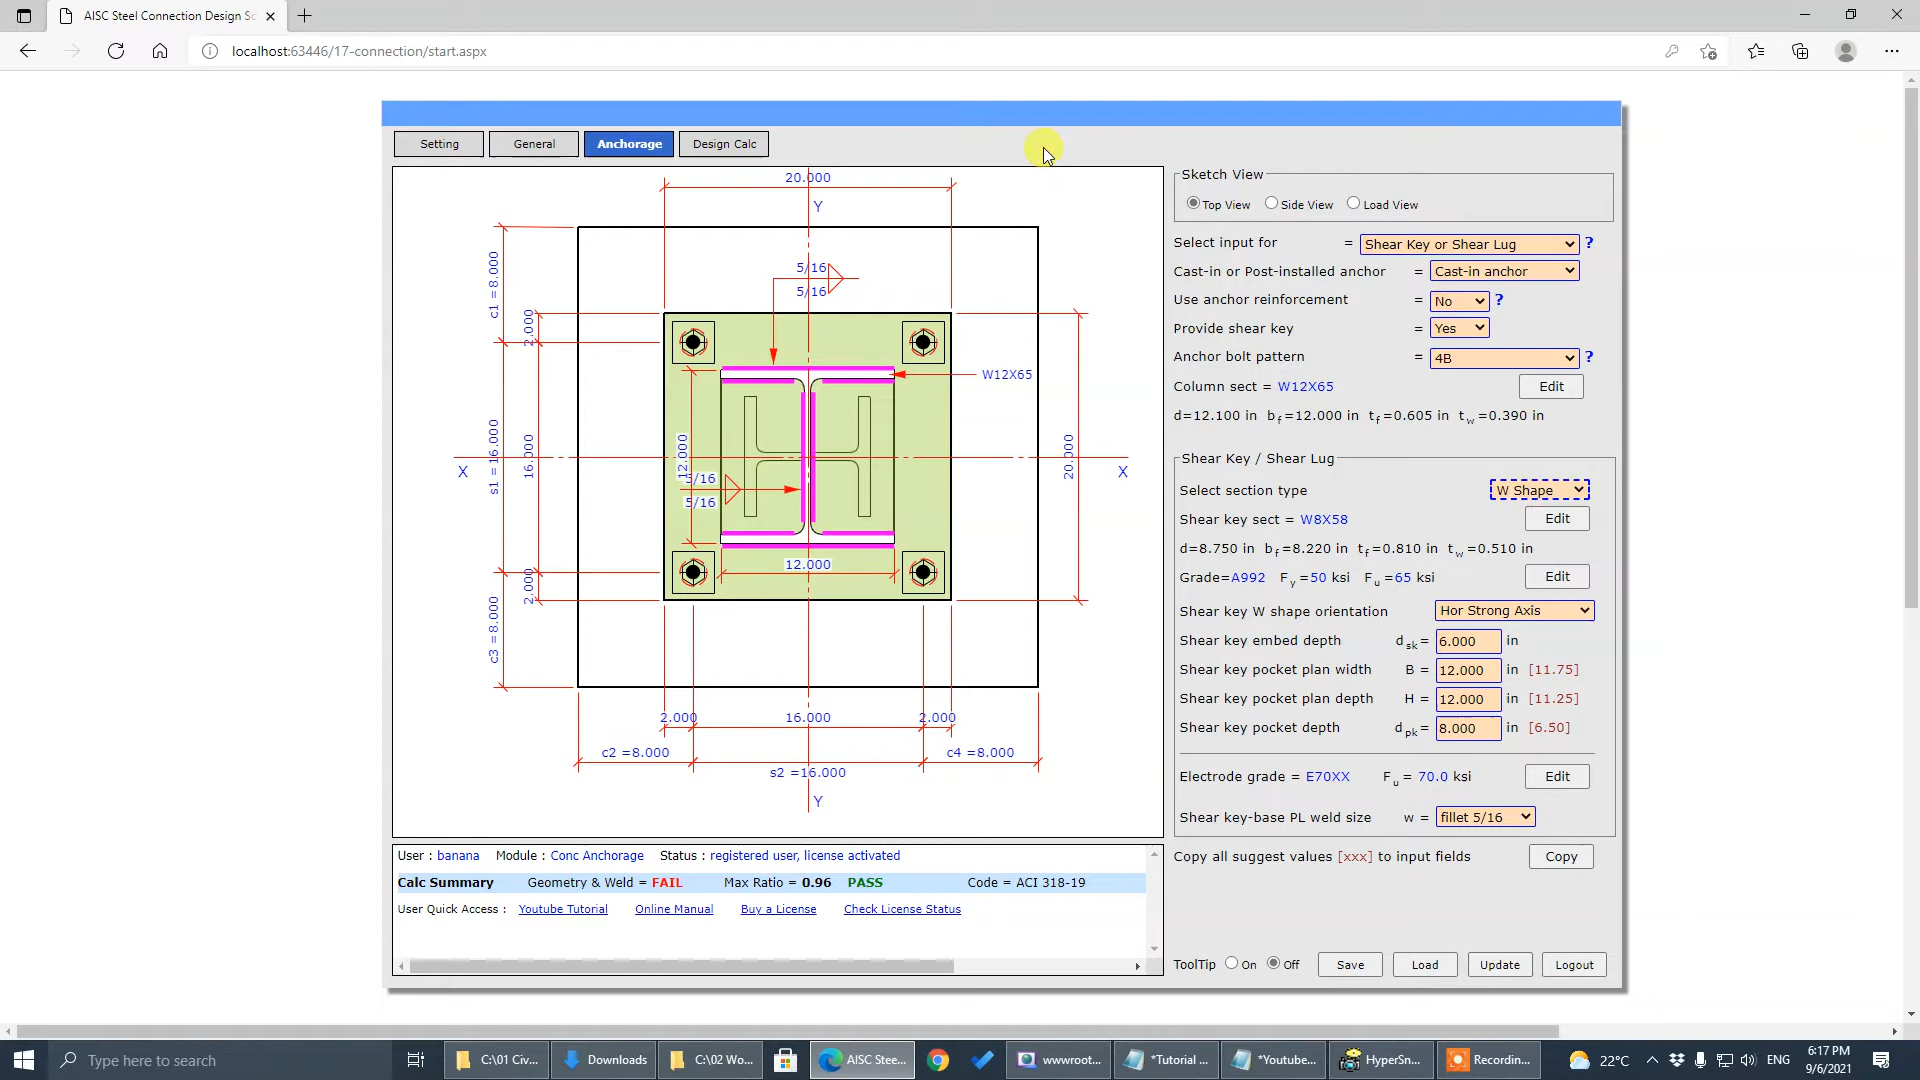 AISC Steel Connection Design Sc
localhost:63446/17-connection/start.aspx
Setting
General
Anchorage
Design Calc
20.000
Y
5/16
5/16
c1 =8.000
2.000
W12X65
s1 =16.000
16.000
12.000
20.000
X
X
5/16
5/16
12.000
2.000
c3 =8.000
2.000
16.000
2.000
c2 =8.000
c4 =8.000
s2 =16.000
Y
User : banana Module : Conc Anchorage Status : registered user, license activated
Calc Summary Geometry & Weld = FAIL Max Ratio = 0.96 PASS Code = ACI 318-19
User Quick Access : Youtube Tutorial Online Manual Buy a License Check License Status
Sketch View
Top View Side View Load View
Select input for = Shear Key or Shear Lug ?
Cast-in or Post-installed anchor = Cast-in anchor
Use anchor reinforcement = No ?
Provide shear key = Yes
Anchor bolt pattern = 4B ?
Column sect = W12X65 Edit
d=12.100 in bf=12.000 in tf=0.605 in tw=0.390 in
Shear Key / Shear Lug
Select section type W Shape
Shear key sect = W8X58 Edit
d=8.750 in bf=8.220 in tf=0.810 in tw=0.510 in
Grade=A992 Fy=50 ksi Fu=65 ksi Edit
Shear key W shape orientation Hor Strong Axis
Shear key embed depth dsk= 6.000 in
Shear key pocket plan width B = 12.000 in [11.75]
Shear key pocket plan depth H = 12.000 in [11.25]
Shear key pocket depth dpk= 8.000 in [6.50]
Electrode grade = E70XX Fu= 70.0 ksi Edit
Shear key-base PL weld size w = fillet 5/16
Copy all suggest values [xxx] to input fields Copy
ToolTip On Off Save Load Update Logout
Type here to search
C:\01 Civ...
Downloads
C:\02 Wo...
AISC Stee...
wwwroot...
*Tutorial ...
*Youtube...
HyperSn...
Recordin...
22°C
ENG
6:17 PM
9/6/2021